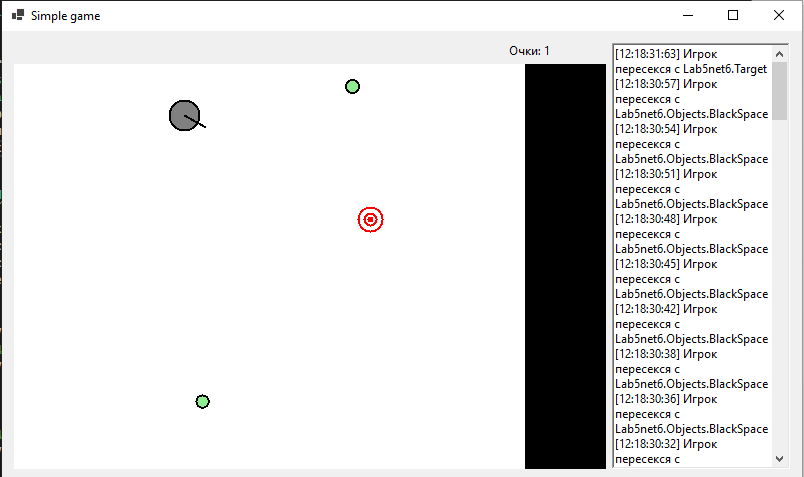 Simple game
Очки: 1
[12:18:31:63] Игрок
пересекся с Lab5net6.Target
[12:18:30:57] Игрок
пересекся с
Lab5net6.Objects.BlackSpace
[12:18:30:54] Игрок
пересекся с
Lab5net6.Objects.BlackSpace
[12:18:30:51] Игрок
пересекся с
Lab5net6.Objects.BlackSpace
[12:18:30:48] Игрок
пересекся с
Lab5net6.Objects.BlackSpace
[12:18:30:45] Игрок
пересекся с
Lab5net6.Objects.BlackSpace
[12:18:30:42] Игрок
пересекся с
Lab5net6.Objects.BlackSpace
[12:18:30:38] Игрок
пересекся с
Lab5net6.Objects.BlackSpace
[12:18:30:36] Игрок
пересекся с
Lab5net6.Objects.BlackSpace
[12:18:30:32] Игрок
пересекся с